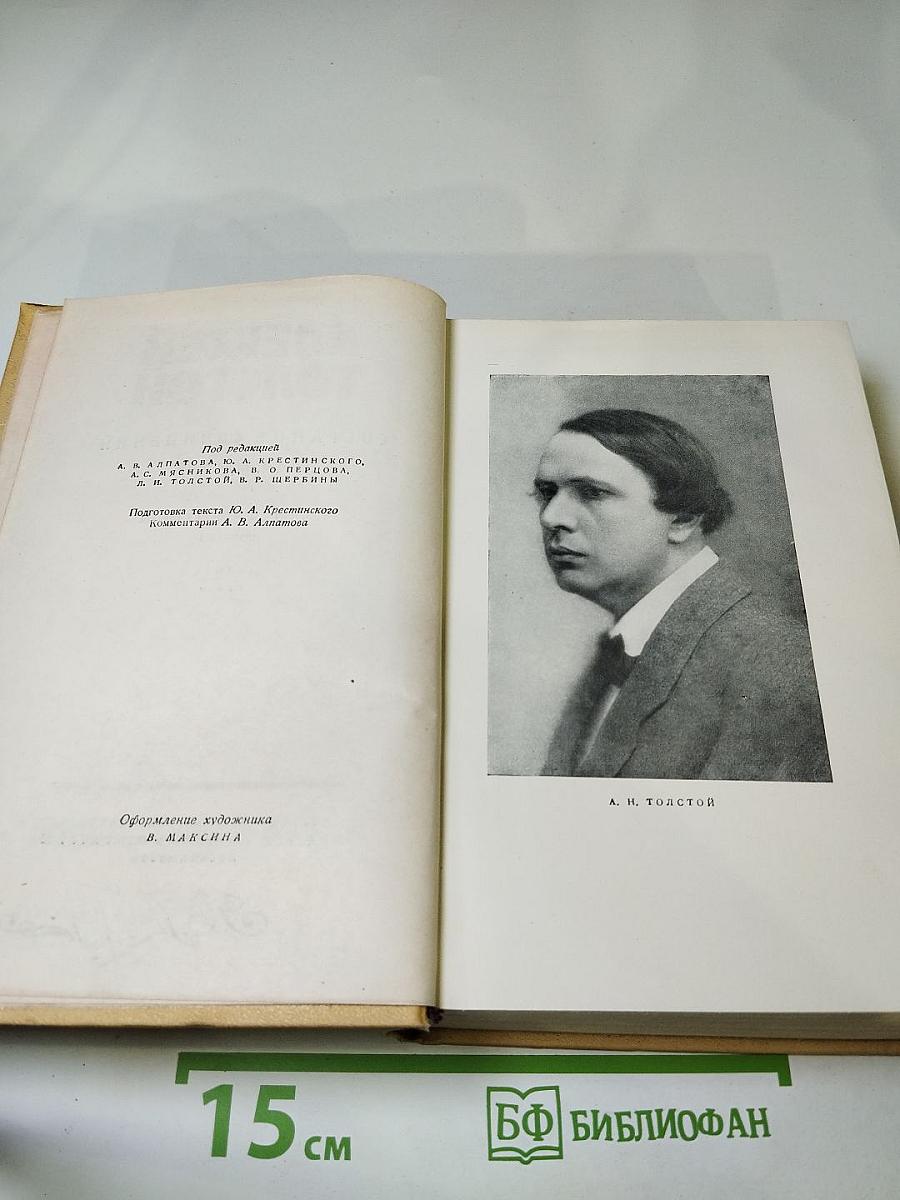 Под редакцией
А. В. АЛПАТОВА, Ю. А. КРЕСТИНСКОГО,
А. С. МЯСНИКОВА, В. О. ПЕРЦОВА,
Л. И. ТОЛСТОЙ, В. Р. ЩЕРБИНЫ
Подготовка текста Ю. А. Крестинского
Комментарии А. В. Алпатова
Оформление художника
В. МАКСИНА
А. Н. ТОЛСТОЙ
15 см
БФ БИБЛИОФАН